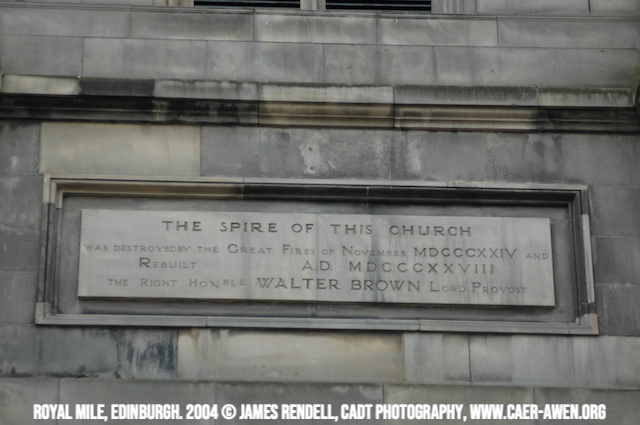 THE SPIRE OF THIS CHURCH
WAS DESTROYED BY THE GREAT FIRES OF NOVEMBER MDCCCXXIV AND
REBUILT A.D. MDCCCXXVIII
THE RIGHT HONBLE WALTER BROWN LORD PROVOST
ROYAL MILE, EDINBURGH. 2004 © JAMES RENDELL, CADT PHOTOGRAPHY, WWW.CAER-AWEN.ORG